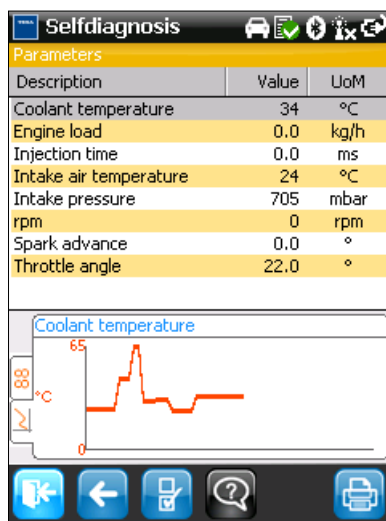 TEXA Selfdiagnosis
Parameters
Description Value UoM
Coolant temperature 34 °C
Engine load 0.0 kg/h
Injection time 0.0 ms
Intake air temperature 24 °C
Intake pressure 705 mbar
rpm 0 rpm
Spark advance 0.0 °
Throttle angle 22.0 °
Coolant temperature
65
88
°C
0